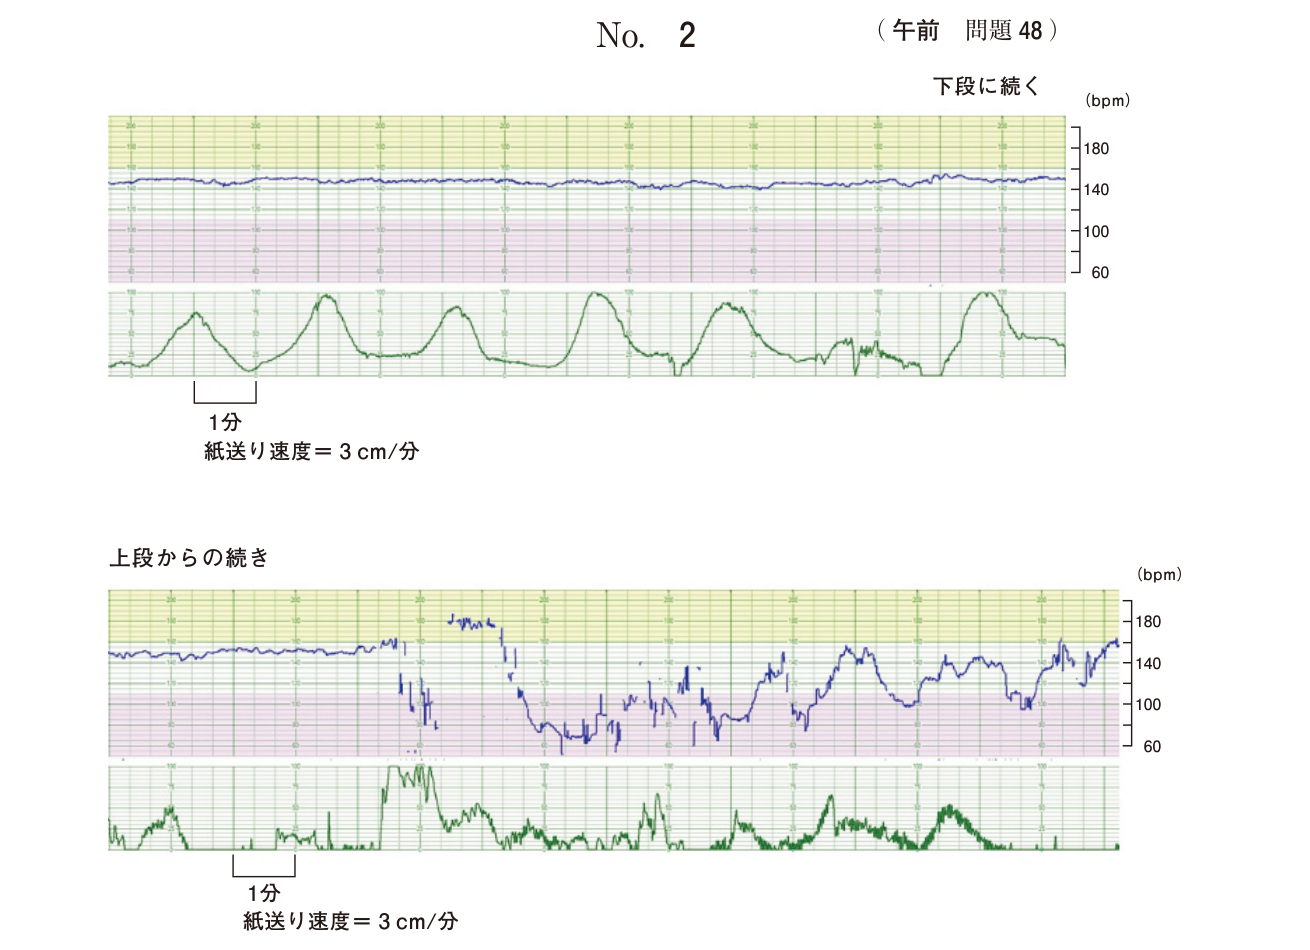 No. 2 （午前　問題 48）
下段に続く
(bpm)
180
140
100
60
1分
紙送り速度＝3 cm/分
上段からの続き
(bpm)
180
140
100
60
1分
紙送り速度＝3 cm/分